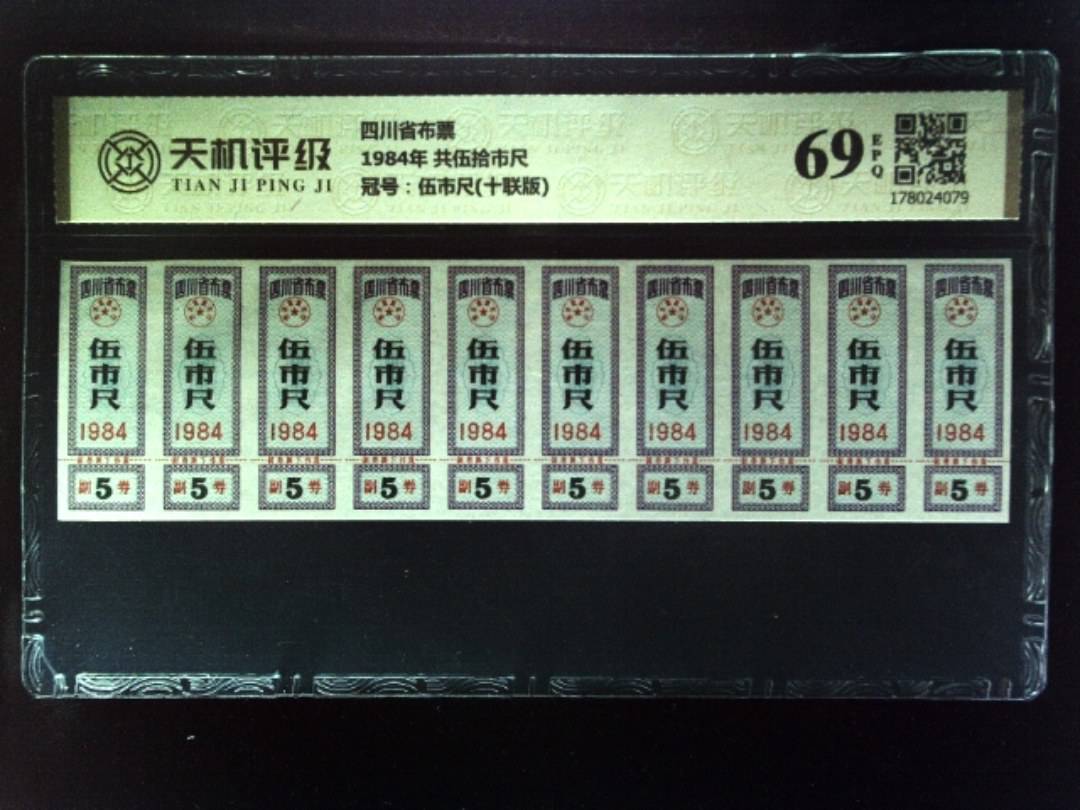 天机评级
TIAN JI PING JI
四川省布票
1984年 共伍拾市尺
冠号：伍市尺(十联版)
69
EPQ
178024079
四川省布票 四川省布票 四川省布票 四川省布票 四川省布票 四川省布票 四川省布票 四川省布票 四川省布票 四川省布票
伍市尺 伍市尺 伍市尺 伍市尺 伍市尺 伍市尺 伍市尺 伍市尺 伍市尺 伍市尺
1984 1984 1984 1984 1984 1984 1984 1984 1984 1984
副5券 副5券 副5券 副5券 副5券 副5券 副5券 副5券 副5券 副5券